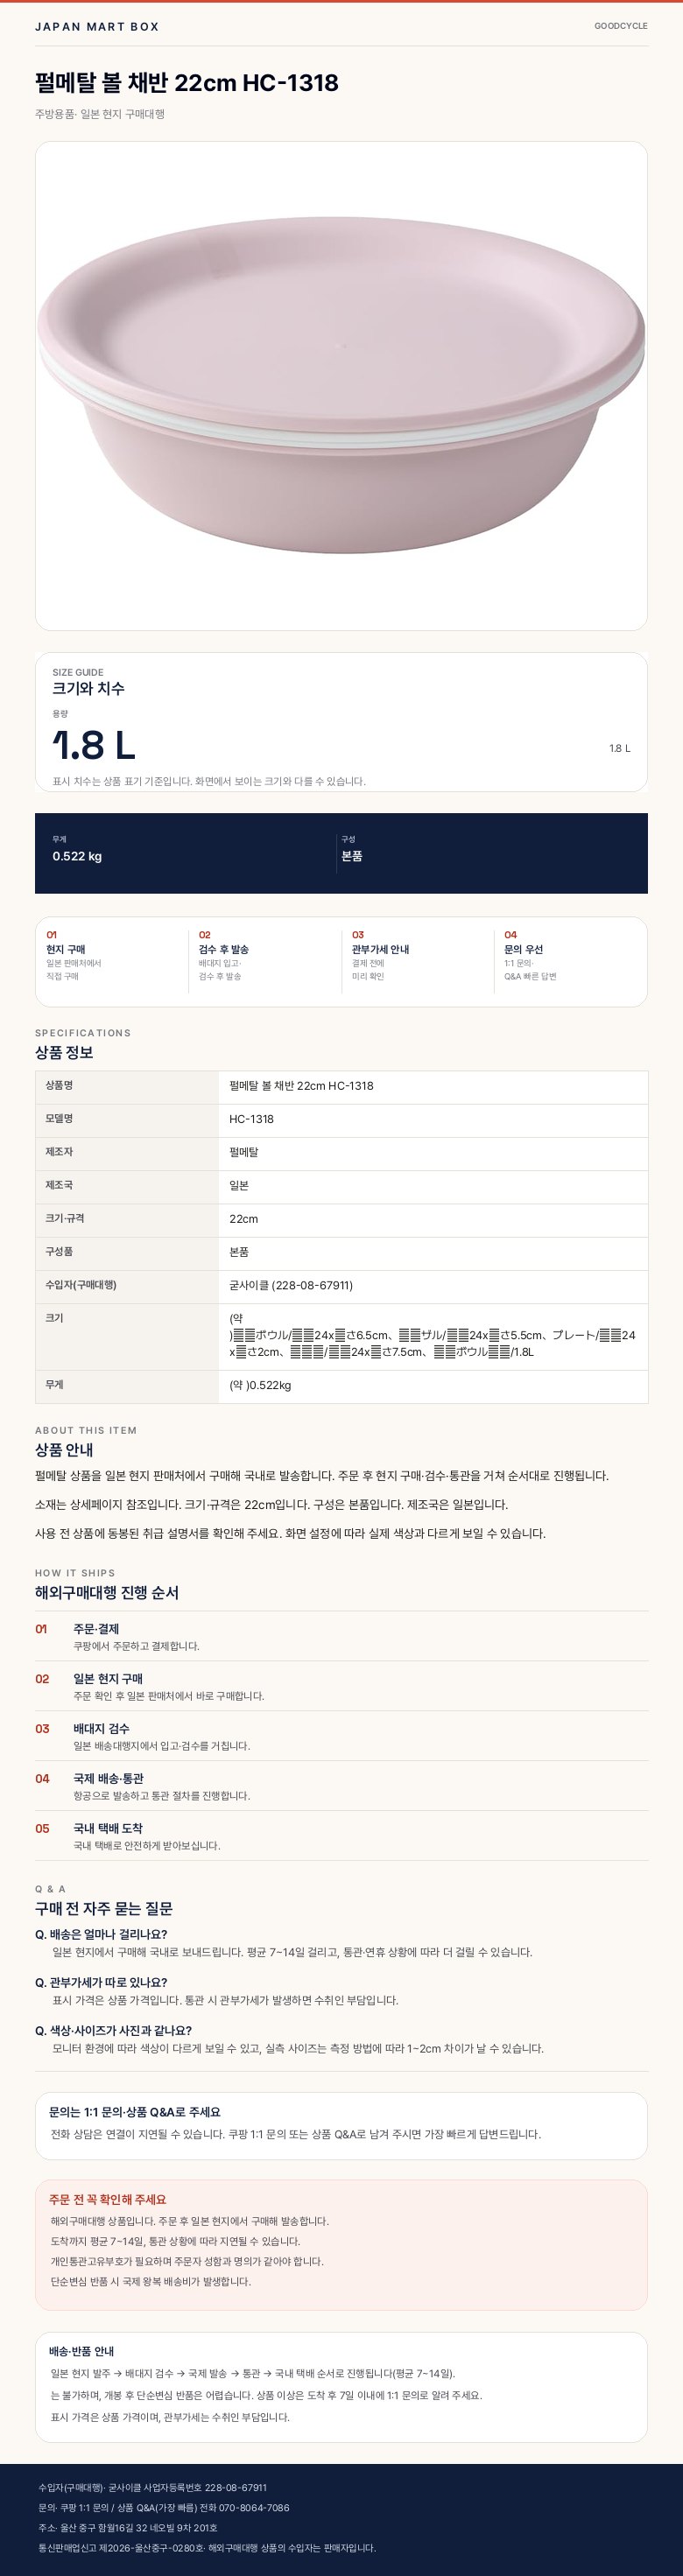 JAPAN MART BOX
GOODCYCLE
펄메탈 볼 채반 22cm HC-1318
주방용품· 일본 현지 구매대행
SIZE GUIDE
크기와 치수
용량
1.8 L
1.8 L
표시 치수는 상품 표기 기준입니다. 화면에서 보이는 크기와 다를 수 있습니다.
무게
0.522 kg
구성
본품
01
현지 구매
일본 판매처에서
직접 구매
02
검수 후 발송
배대지 입고·
검수 후 발송
03
관부가세 안내
결제 전에
미리 확인
04
문의 우선
1:1 문의·
Q&A 빠른 답변
SPECIFICATIONS
상품 정보
상품명
펄메탈 볼 채반 22cm HC-1318
모델명
HC-1318
제조자
펄메탈
제조국
일본
크기·규격
22cm
구성품
본품
수입자(구매대행)
굳사이클 (228-08-67911)
크기
(약
)ボウル/24xさ6.5cm、ザル/24xさ5.5cm、プレート/24
xさ2cm、/24xさ7.5cm、ボウル/1.8L
무게
(약 )0.522kg
ABOUT THIS ITEM
상품 안내
펄메탈 상품을 일본 현지 판매처에서 구매해 국내로 발송합니다. 주문 후 현지 구매·검수·통관을 거쳐 순서대로 진행됩니다.
소재는 상세페이지 참조입니다. 크기·규격은 22cm입니다. 구성은 본품입니다. 제조국은 일본입니다.
사용 전 상품에 동봉된 취급 설명서를 확인해 주세요. 화면 설정에 따라 실제 색상과 다르게 보일 수 있습니다.
HOW IT SHIPS
해외구매대행 진행 순서
01
주문·결제
쿠팡에서 주문하고 결제합니다.
02
일본 현지 구매
주문 확인 후 일본 판매처에서 바로 구매합니다.
03
배대지 검수
일본 배송대행지에서 입고·검수를 거칩니다.
04
국제 배송·통관
항공으로 발송하고 통관 절차를 진행합니다.
05
국내 택배 도착
국내 택배로 안전하게 받아보십니다.
Q & A
구매 전 자주 묻는 질문
Q. 배송은 얼마나 걸리나요?
일본 현지에서 구매해 국내로 보내드립니다. 평균 7~14일 걸리고, 통관·연휴 상황에 따라 더 걸릴 수 있습니다.
Q. 관부가세가 따로 있나요?
표시 가격은 상품 가격입니다. 통관 시 관부가세가 발생하면 수취인 부담입니다.
Q. 색상·사이즈가 사진과 같나요?
모니터 환경에 따라 색상이 다르게 보일 수 있고, 실측 사이즈는 측정 방법에 따라 1~2cm 차이가 날 수 있습니다.
문의는 1:1 문의·상품 Q&A로 주세요
전화 상담은 연결이 지연될 수 있습니다. 쿠팡 1:1 문의 또는 상품 Q&A로 남겨 주시면 가장 빠르게 답변드립니다.
주문 전 꼭 확인해 주세요
해외구매대행 상품입니다. 주문 후 일본 현지에서 구매해 발송합니다.
도착까지 평균 7~14일, 통관 상황에 따라 지연될 수 있습니다.
개인통관고유부호가 필요하며 주문자 성함과 명의가 같아야 합니다.
단순변심 반품 시 국제 왕복 배송비가 발생합니다.
배송·반품 안내
일본 현지 발주 → 배대지 검수 → 국제 발송 → 통관 → 국내 택배 순서로 진행됩니다(평균 7~14일).
는 불가하며, 개봉 후 단순변심 반품은 어렵습니다. 상품 이상은 도착 후 7일 이내에 1:1 문의로 알려 주세요.
표시 가격은 상품 가격이며, 관부가세는 수취인 부담입니다.
수입자(구매대행)· 굳사이클 사업자등록번호 228-08-67911
문의· 쿠팡 1:1 문의 / 상품 Q&A(가장 빠름) 전화 070-8064-7086
주소· 울산 중구 함월16길 32 네오빌 9차 201호
통신판매업신고 제2026-울산중구-0280호· 해외구매대행 상품의 수입자는 판매자입니다.